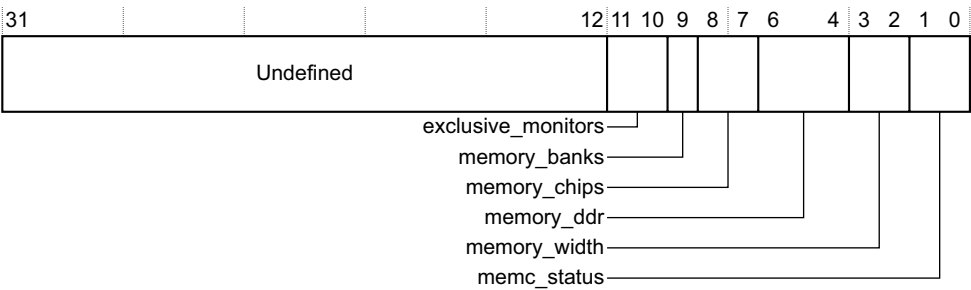 31 12 11 10 9 8 7 6 4 3 2 1 0
Undefined
exclusive_monitors
memory_banks
memory_chips
memory_ddr
memory_width
memc_status